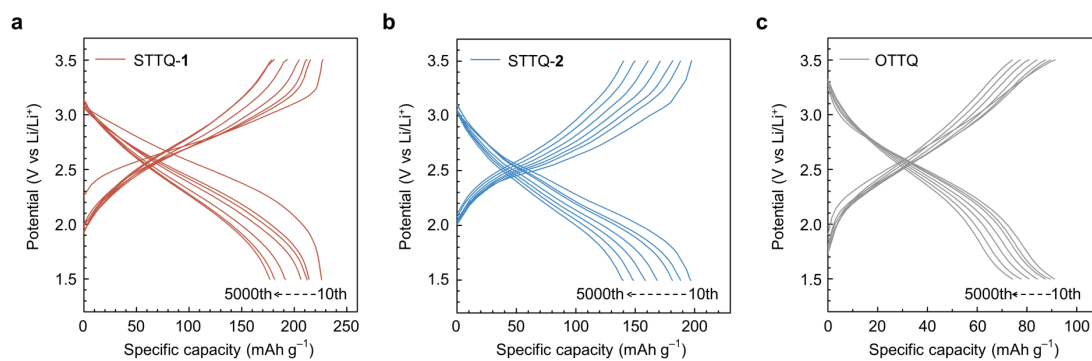 a
STTQ-1
3.5
3.0
2.5
2.0
1.5
Potential (V vs Li/Li⁺)
5000th
10th
0 50 100 150 200 250
Specific capacity (mAh g⁻¹)
b
STTQ-2
3.5
3.0
2.5
2.0
1.5
Potential (V vs Li/Li⁺)
5000th
10th
0 50 100 150 200
Specific capacity (mAh g⁻¹)
c
OTTQ
3.5
3.0
2.5
2.0
1.5
Potential (V vs Li/Li⁺)
5000th
10th
0 20 40 60 80 100
Specific capacity (mAh g⁻¹)